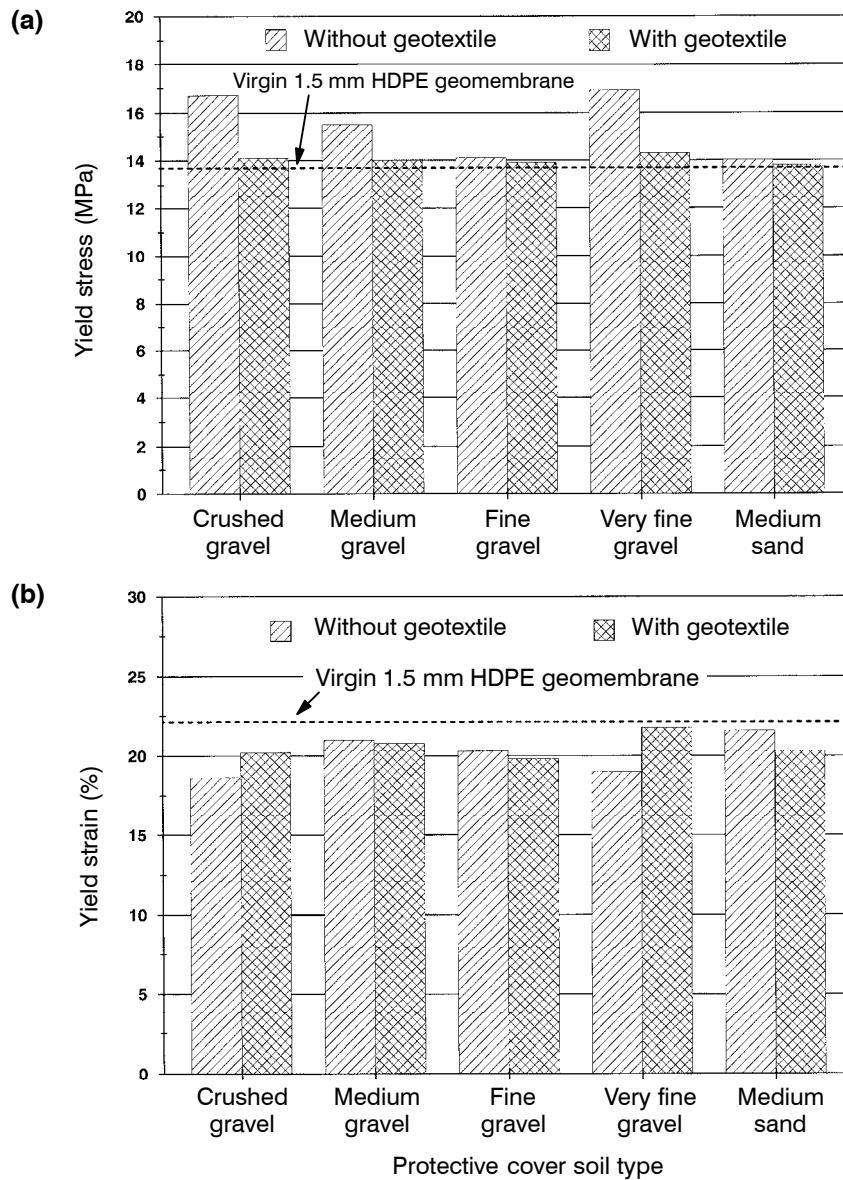 (a)
20
18
16
14
12
10
8
6
4
2
0
Yield stress (MPa)
Without geotextile
With geotextile
Virgin 1.5 mm HDPE geomembrane
Crushed gravel
Medium gravel
Fine gravel
Very fine gravel
Medium sand
(b)
30
25
20
15
10
5
0
Yield strain (%)
Without geotextile
With geotextile
Virgin 1.5 mm HDPE geomembrane
Crushed gravel
Medium gravel
Fine gravel
Very fine gravel
Medium sand
Protective cover soil type